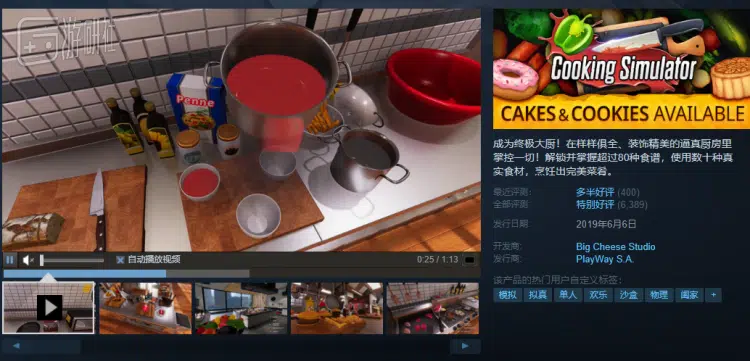 游研社
Penne
Cooking Simulator
CAKES & COOKIES AVAILABLE
成为终极大厨！在样样俱全、装饰精美的逼真厨房里
掌控一切！解锁并掌握超过80种食谱，使用数十种真
实食材，烹饪出完美菜肴。
最近评测: 多半好评 (400)
全部评测: 特别好评 (6,389)
发行日期: 2019年6月6日
开发商: Big Cheese Studio
发行商: PlayWay S.A.
该产品的热门用户自定义标签:
模拟 拟真 单人 欢乐 沙盒 物理 阖家 +
自动播放视频 0:25 / 1:13